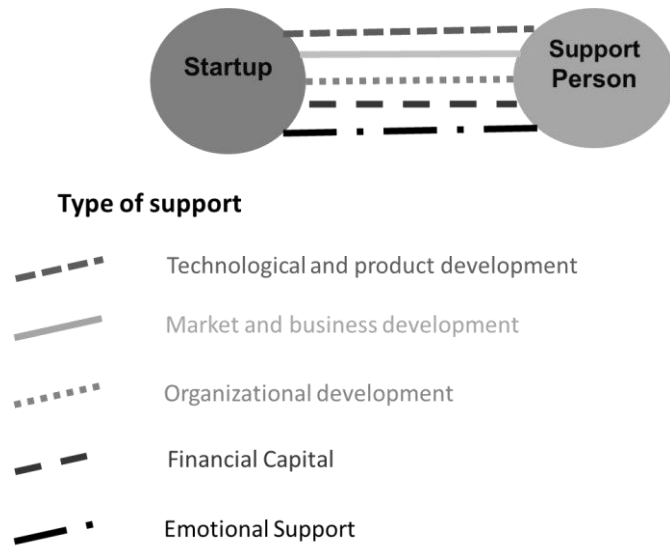 Startup
Support
Person
Type of support
Technological and product development
Market and business development
Organizational development
Financial Capital
Emotional Support